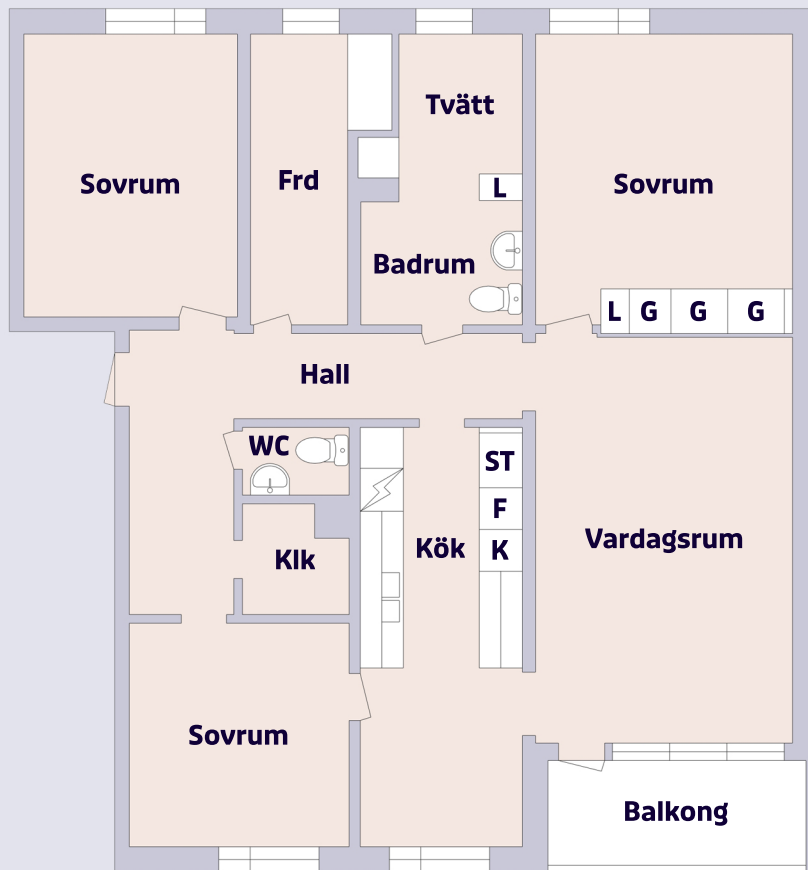 Tvätt
Sovrum
Frd
L
Sovrum
Badrum
L
G
G
G
Hall
WC
ST
F
K
Kök
Vardagsrum
Klk
Sovrum
Balkong